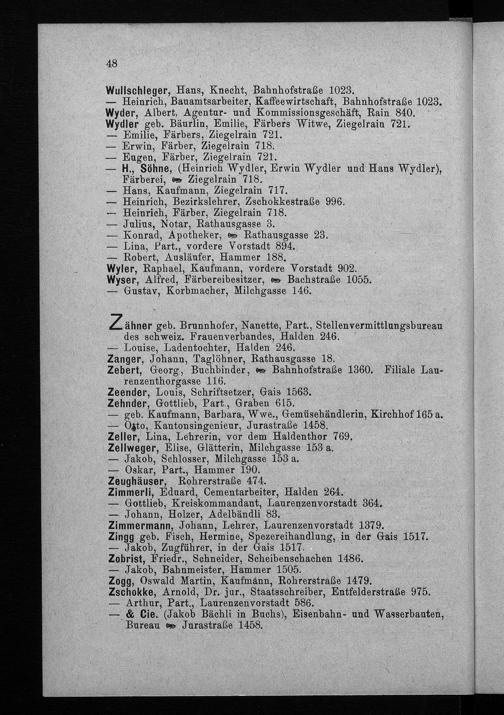 48
Wullschleger, Hans, Knecht, Bahnhofstraße 1023.
— Heinrich, Bauamtsarbeiter, Kaffeewirtschaft, Bahnhofstraße 1023.
Wyder, Albert, Agentur- und Kommissionsgeschäft, Rain 840.
Wydler geb. Bäurlin, Emilie, Färbers Witwe, Ziegelrain 721.
— Emilie, Färbers, Ziegelrain 721.
— Erwin, Färber, Ziegelrain 718.
— Eugen, Färber, Ziegelrain 721.
— H., Söhne, (Heinrich Wydler, Erwin Wydler und Hans Wydler),
Färberei, Ziegelrain 718.
— Hans, Kaufmann, Ziegelrain 717.
— Heinrich, Bezirkslehrer, Zschokkestraße 996.
— Heinrich, Färber, Ziegelrain 718.
— Julius, Notar, Rathausgasse 3.
— Konrad, Apotheker, Rathausgasse 23.
— Lina, Part., vordere Vorstadt 894.
— Robert, Ausläufer, Hammer 188.
Wyler, Raphael, Kaufmann, vordere Vorstadt 902.
Wyser, Alfred, Färbereibesitzer, Bachstraße 1055.
— Gustav, Korbmacher, Milchgasse 146.
Zähner geb. Brunnhofer, Nanette, Part., Stellenvermittlungsbureau
des schweiz. Frauenverbandes, Halden 246.
— Louise, Ladentochter, Halden 246.
Zanger, Johann, Taglöhner, Rathausgasse 18.
Zebert, Georg, Buchbinder, Bahnhofstraße 1360. Filiale Lau-
renzenthorgasse 116.
Zeender, Louis, Schriftsetzer, Gais 1563.
Zehnder, Gottlieb, Part., Graben 615.
— geb. Kaufmann, Barbara, Wwe., Gemüsehändlerin, Kirchhof 165 a.
— Otto, Kantonsingenieur, Jurastraße 1458.
Zeller, Lina, Lehrerin, vor dem Haldenthor 769.
Zellweger, Elise, Glätterin, Milchgasse 153 a.
— Jakob, Schlosser, Milchgasse 153 a.
— Oskar, Part., Hammer 190.
Zeughäuser, Rohrerstraße 474.
Zimmerli, Eduard, Cementarbeiter, Halden 264.
— Gottlieb, Kreiskommandant, Laurenzenvorstadt 364.
— Johann, Holzer, Adelbändli 83.
Zimmermann, Johann, Lehrer, Laurenzenvorstadt 1379.
Zingg geb. Fisch, Hermine, Spezereihandlung, in der Gais 1517.
— Jakob, Zugführer, in der Gais 1517.
Zobrist, Friedr., Schneider, Scheibenschachen 1486.
— Jakob, Bahnmeister, Hammer 1505.
Zogg, Oswald Martin, Kaufmann, Rohrerstraße 1479.
Zschokke, Arnold, Dr. jur., Staatsschreiber, Entfelderstraße 975.
— Arthur, Part., Laurenzenvorstadt 586.
— & Cie. (Jakob Bächli in Buchs), Eisenbahn- und Wasserbauten,
Bureau Jurastraße 1458.